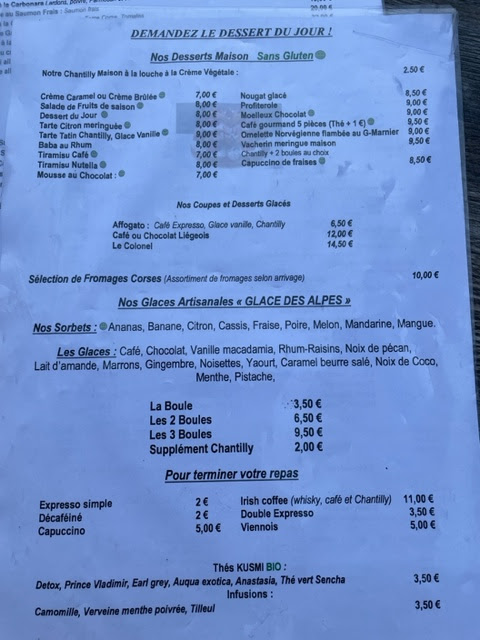 le Carbonara
au Saumon Frais : Saumon frais
DEMANDEZ LE DESSERT DU JOUR !
Nos Desserts Maison Sans Gluten
Notre Chantilly Maison à la louche à la Crème Végétale : 2.50 €
Crème Caramel ou Crème Brûlée 7,00 €
Salade de Fruits de saison 8,00 €
Dessert du Jour 8,00 €
Tarte Citron meringuée 8,00 €
Tarte Tatin Chantilly, Glace Vanille 9,00 €
Baba au Rhum 8,00 €
Tiramisu Café 7,00 €
Tiramisu Nutella 8,00 €
Mousse au Chocolat : 7,00 €
Nougat glacé 8,50 €
Profiterole 9,00 €
Moelleux Chocolat 9,00 €
Café gourmand 5 pièces (Thé + 1 €) 9,50 €
Omelette Norvégienne flambée au G-Marnier 9,00 €
Vacherin meringue maison 9,50 €
Chantilly + 2 boules au choix
Capuccino de fraises 8,50 €
Nos Coupes et Desserts Glacés
Affogato : Café Expresso, Glace vanille, Chantilly 6,50 €
Café ou Chocolat Liégeois 12,00 €
Le Colonel 14,50 €
Sélection de Fromages Corses (Assortiment de fromages selon arrivage) 10,00 €
Nos Glaces Artisanales « GLACE DES ALPES »
Nos Sorbets : Ananas, Banane, Citron, Cassis, Fraise, Poire, Melon, Mandarine, Mangue.
Les Glaces : Café, Chocolat, Vanille macadamia, Rhum-Raisins, Noix de pécan,
Lait d'amande, Marrons, Gingembre, Noisettes, Yaourt, Caramel beurre salé, Noix de Coco,
Menthe, Pistache,
La Boule 3,50 €
Les 2 Boules 6,50 €
Les 3 Boules 9,50 €
Supplément Chantilly 2,00 €
Pour terminer votre repas
Expresso simple 2 €
Décaféiné 2 €
Capuccino 5,00 €
Irish coffee (whisky, café et Chantilly) 11,00 €
Double Expresso 3,50 €
Viennois 5,00 €
Thés KUSMI BIO :
Detox, Prince Vladimir, Earl grey, Auqua exotica, Anastasia, Thé vert Sencha 3,50 €
Infusions :
Camomille, Verveine menthe poivrée, Tilleul 3,50 €